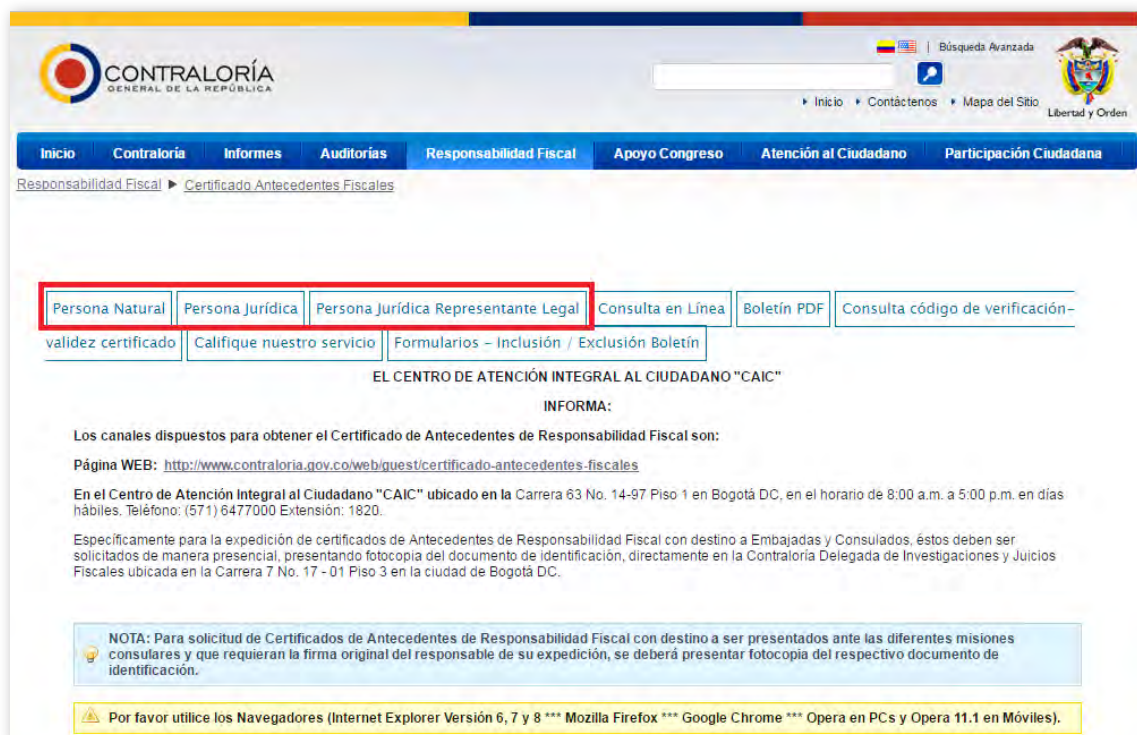 CONTRALORÍA
GENERAL DE LA REPÚBLICA
| Búsqueda Avanzada
Inicio Contáctenos Mapa del Sitio
Libertad y Orden
Inicio Contraloría Informes Auditorías Responsabilidad Fiscal Apoyo Congreso Atención al Ciudadano Participación Ciudadana
Responsabilidad Fiscal ► Certificado Antecedentes Fiscales
Persona Natural Persona Jurídica Persona Jurídica Representante Legal Consulta en Línea Boletín PDF Consulta código de verificación–
validez certificado Califique nuestro servicio Formularios – Inclusión / Exclusión Boletín
EL CENTRO DE ATENCIÓN INTEGRAL AL CIUDADANO "CAIC"
INFORMA:
Los canales dispuestos para obtener el Certificado de Antecedentes de Responsabilidad Fiscal son:
Página WEB: http://www.contraloria.gov.co/web/guest/certificado-antecedentes-fiscales
En el Centro de Atención Integral al Ciudadano "CAIC" ubicado en la Carrera 63 No. 14-97 Piso 1 en Bogotá DC, en el horario de 8:00 a.m. a 5:00 p.m. en días
hábiles. Teléfono: (571) 6477000 Extensión: 1820.
Específicamente para la expedición de certificados de Antecedentes de Responsabilidad Fiscal con destino a Embajadas y Consulados, éstos deben ser
solicitados de manera presencial, presentando fotocopia del documento de identificación, directamente en la Contraloría Delegada de Investigaciones y Juicios
Fiscales ubicada en la Carrera 7 No. 17 - 01 Piso 3 en la ciudad de Bogotá DC.
NOTA: Para solicitud de Certificados de Antecedentes de Responsabilidad Fiscal con destino a ser presentados ante las diferentes misiones
consulares y que requieran la firma original del responsable de su expedición, se deberá presentar fotocopia del respectivo documento de
identificación.
Por favor utilice los Navegadores (Internet Explorer Versión 6, 7 y 8 *** Mozilla Firefox *** Google Chrome *** Opera en PCs y Opera 11.1 en Móviles).